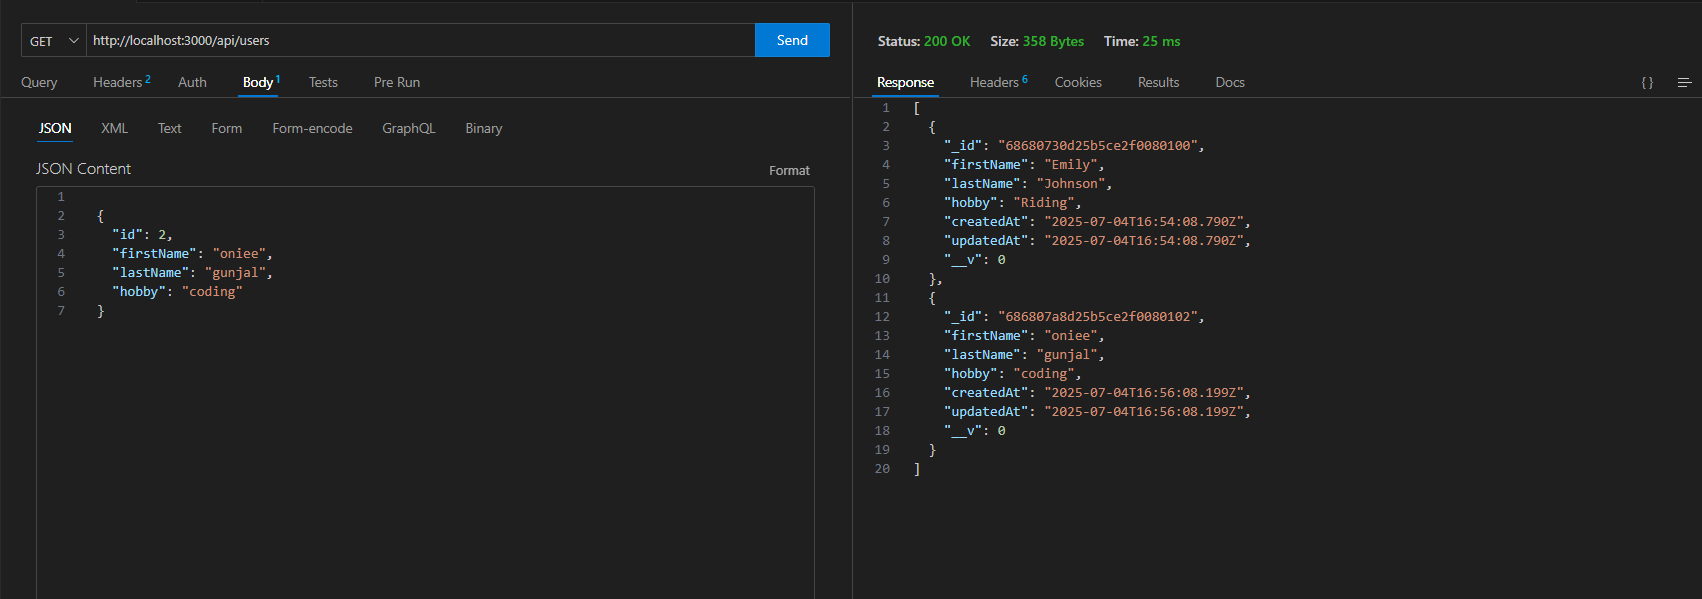 GET http://localhost:3000/api/users Send
Query Headers 2 Auth Body 1 Tests Pre Run
JSON XML Text Form Form-encode GraphQL Binary
JSON Content Format
1
2 {
3 "id": 2,
4 "firstName": "oniee",
5 "lastName": "gunjal",
6 "hobby": "coding"
7 }
Status: 200 OK Size: 358 Bytes Time: 25 ms
Response Headers 6 Cookies Results Docs {}
1 [
2 {
3 "_id": "68680730d25b5ce2f0080100",
4 "firstName": "Emily",
5 "lastName": "Johnson",
6 "hobby": "Riding",
7 "createdAt": "2025-07-04T16:54:08.790Z",
8 "updatedAt": "2025-07-04T16:54:08.790Z",
9 "__v": 0
10 },
11 {
12 "_id": "686807a8d25b5ce2f0080102",
13 "firstName": "oniee",
14 "lastName": "gunjal",
15 "hobby": "coding",
16 "createdAt": "2025-07-04T16:56:08.199Z",
17 "updatedAt": "2025-07-04T16:56:08.199Z",
18 "__v": 0
19 }
20 ]